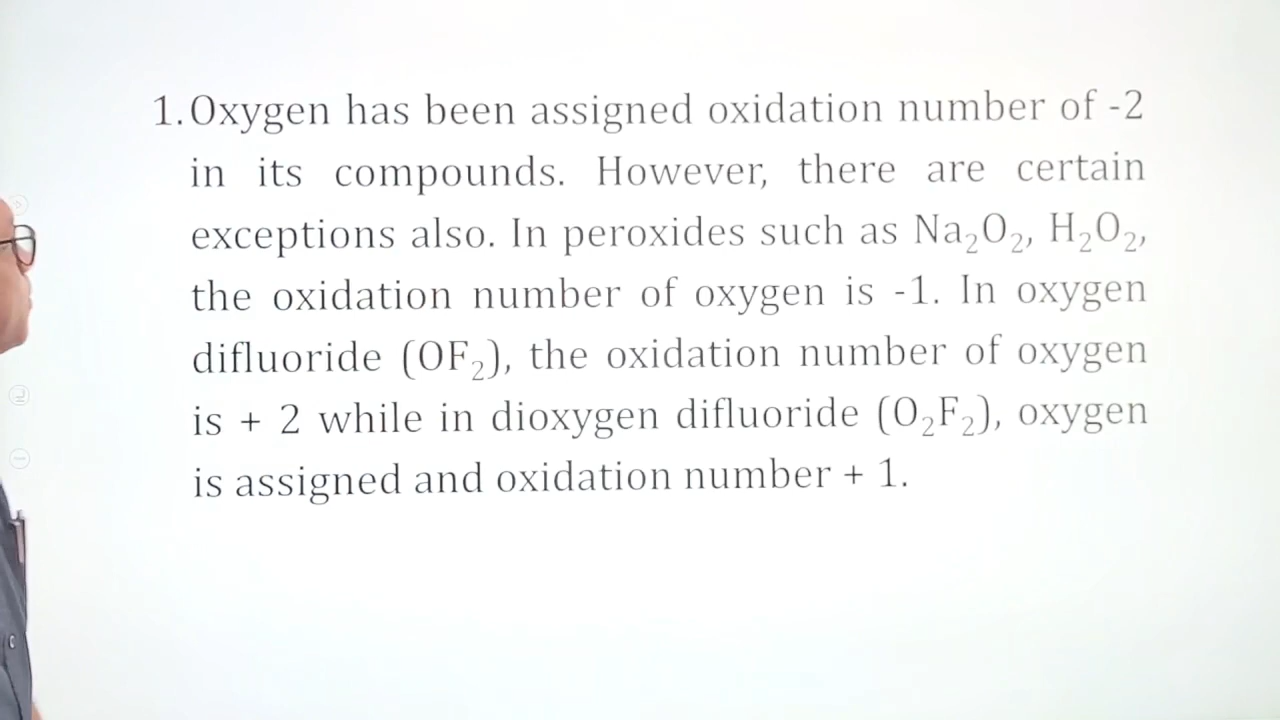 1. Oxygen has been assigned oxidation number of -2
in its compounds. However, there are certain
exceptions also. In peroxides such as Na₂O₂, H₂O₂,
the oxidation number of oxygen is -1. In oxygen
difluoride (OF₂), the oxidation number of oxygen
is + 2 while in dioxygen difluoride (O₂F₂), oxygen
is assigned and oxidation number + 1.